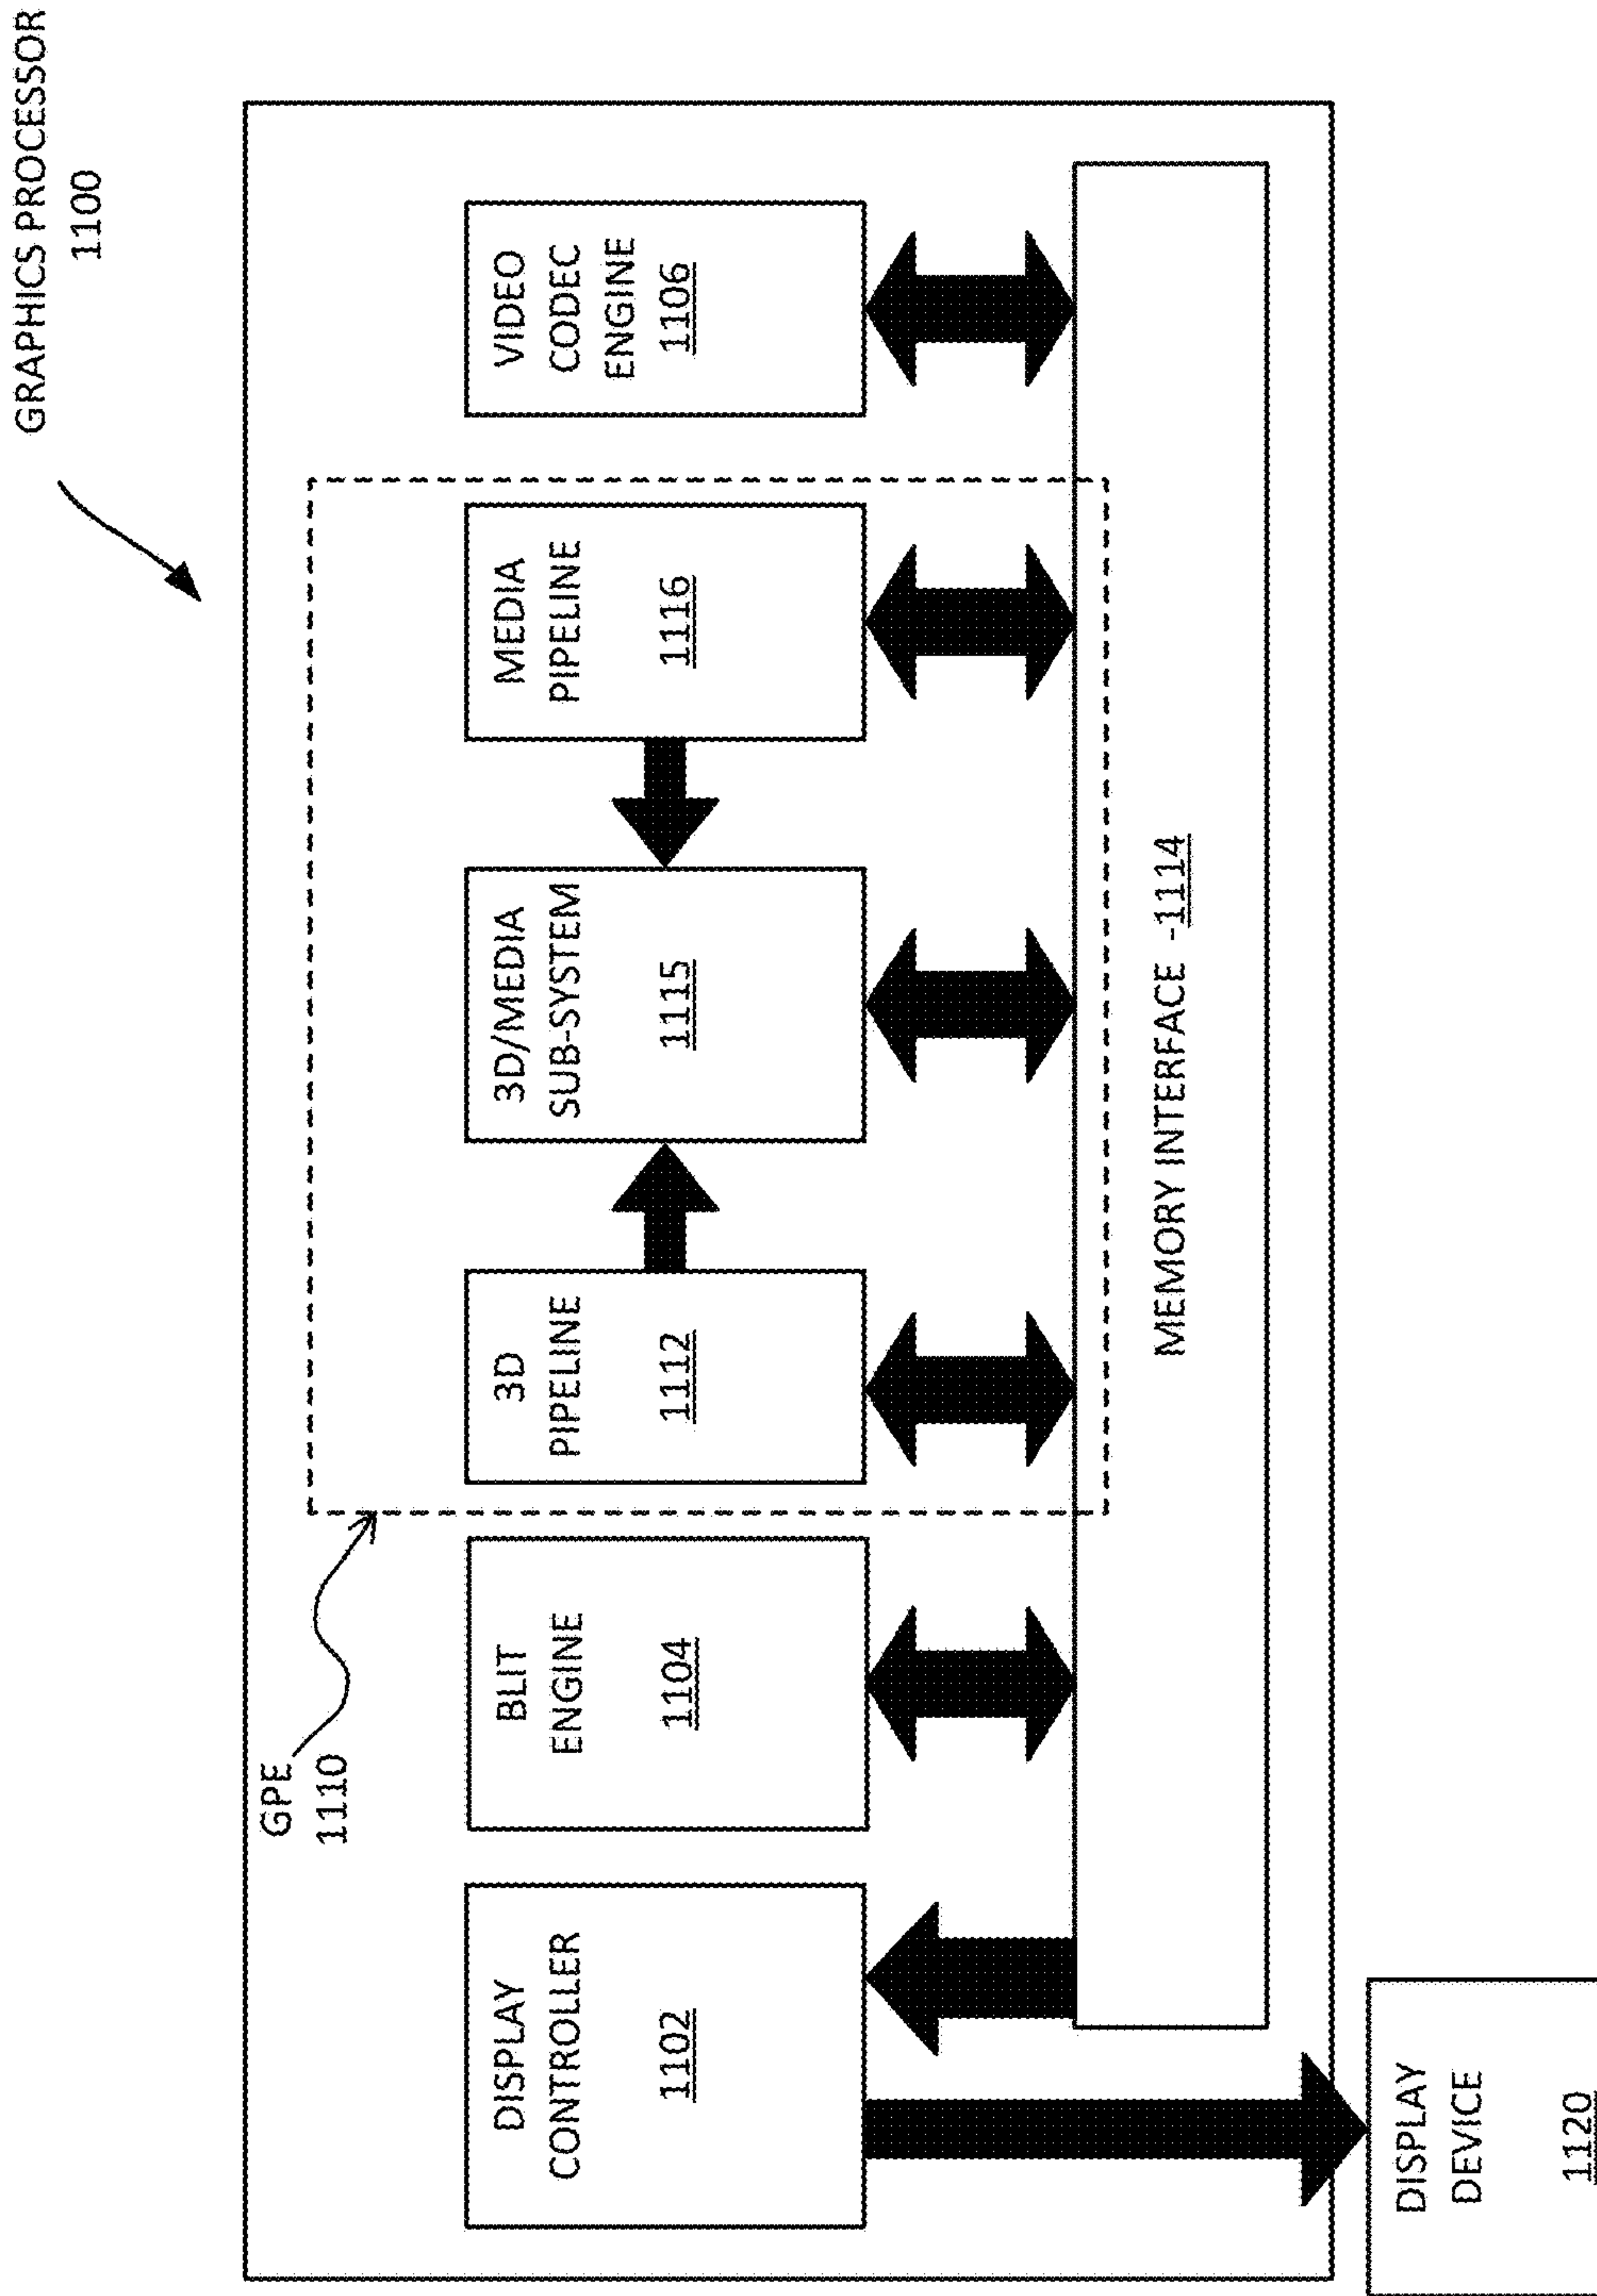 GRAPHICS PROCESSOR
1100
GPE
1110
DISPLAY
CONTROLLER
1102
BLIT
ENGINE
1104
3D
PIPELINE
1112
3D/MEDIA
SUB-SYSTEM
1115
MEDIA
PIPELINE
1116
VIDEO
CODEC
ENGINE
1106
MEMORY INTERFACE -1114
DISPLAY
DEVICE
1120